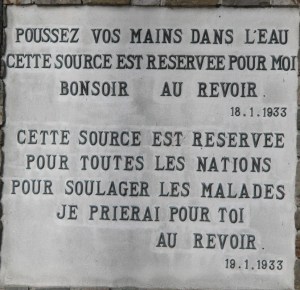 POUSSEZ VOS MAINS DANS L'EAU
CETTE SOURCE EST RESERVEE POUR MOI
BONSOIR AU REVOIR.
18.1.1933
CETTE SOURCE EST RESERVEE
POUR TOUTES LES NATIONS
POUR SOULAGER LES MALADES
JE PRIERAI POUR TOI
AU REVOIR.
19.1.1933